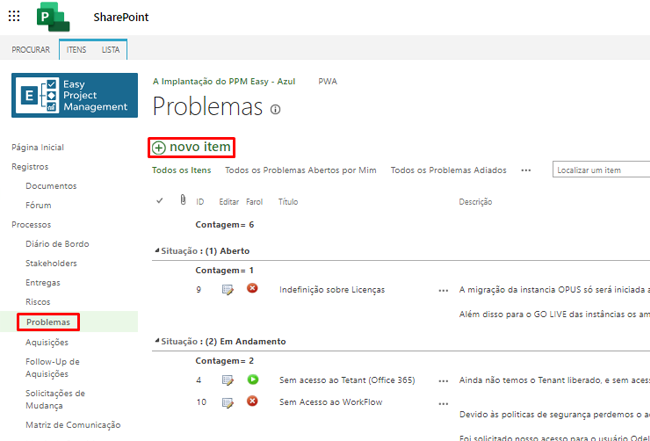 SharePoint
PROCURAR ITENS LISTA
Easy
Project
Management
A Implantação do PPM Easy - Azul PWA
Problemas
novo item
Todos os Itens Todos os Problemas Abertos por Mim Todos os Problemas Adiados ••• Localizar um item
ID Editar Farol Título Descrição
Contagem= 6
Situação : (1) Aberto
Contagem= 1
9 Indefinição sobre Licenças ••• A migração da instancia OPUS só será iniciada a
Além disso para o GO LIVE das instâncias os am
Situação : (2) Em Andamento
Contagem= 2
4 Sem acesso ao Tetant (Office 365) ••• Ainda não temos o Tenant liberado, e sem acess
10 Sem Acesso ao WorkFlow •••
Devido às politicas de segurança perdemos o ac
Foi solicitado nosso acesso para o usuário Odel
Página Inicial
Registros
Documentos
Fórum
Processos
Diário de Bordo
Stakeholders
Entregas
Riscos
Problemas
Aquisições
Follow-Up de
Aquisições
Solicitações de
Mudança
Matriz de Comunicação